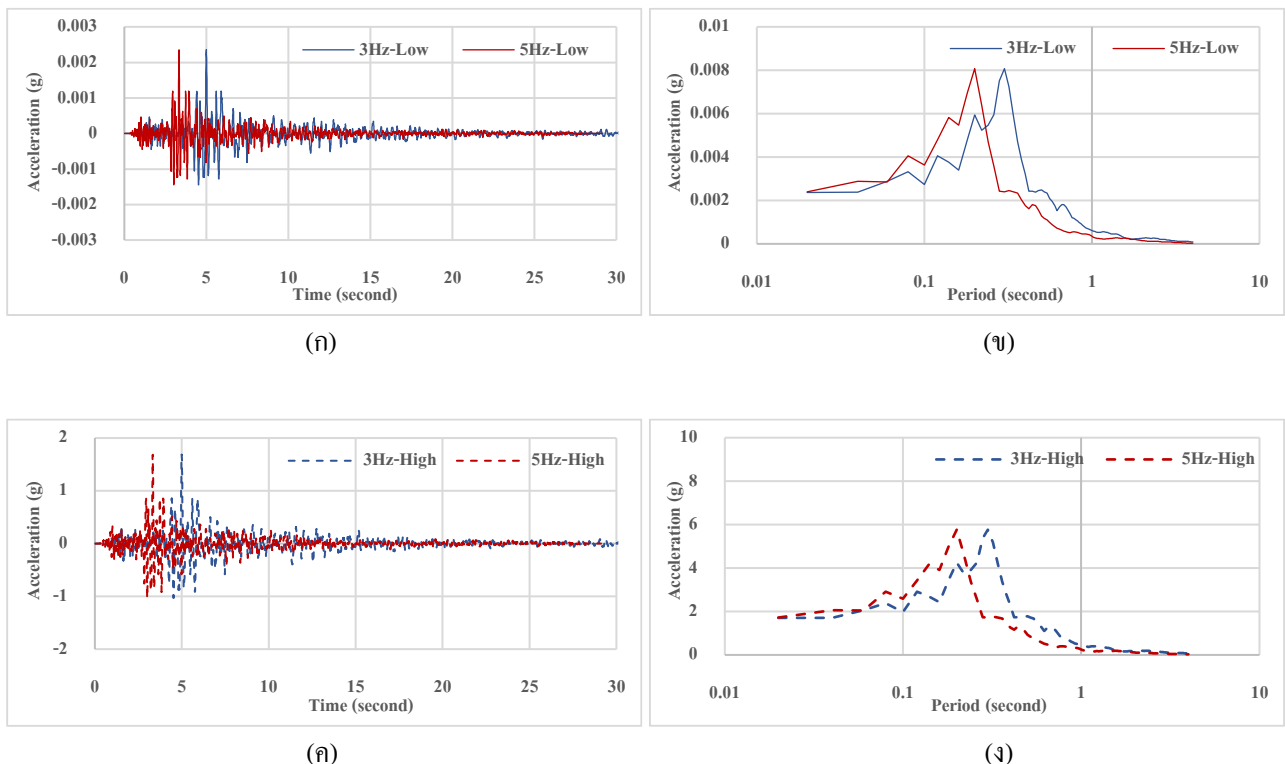 0.003
3Hz-Low 5Hz-Low
0.002
0.001
0
-0.001
-0.002
-0.003
Acceleration (g)
0 5 10 15 20 25 30
Time (second)
(ก)
0.01
3Hz-Low 5Hz-Low
0.008
0.006
0.004
0.002
0
Acceleration (g)
0.01 0.1 1 10
Period (second)
(ข)
2
3Hz-High 5Hz-High
1
0
-1
-2
Acceleration (g)
0 5 10 15 20 25 30
Time (second)
(ค)
10
3Hz-High 5Hz-High
8
6
4
2
0
Acceleration (g)
0.01 0.1 1 10
Period (second)
(ง)